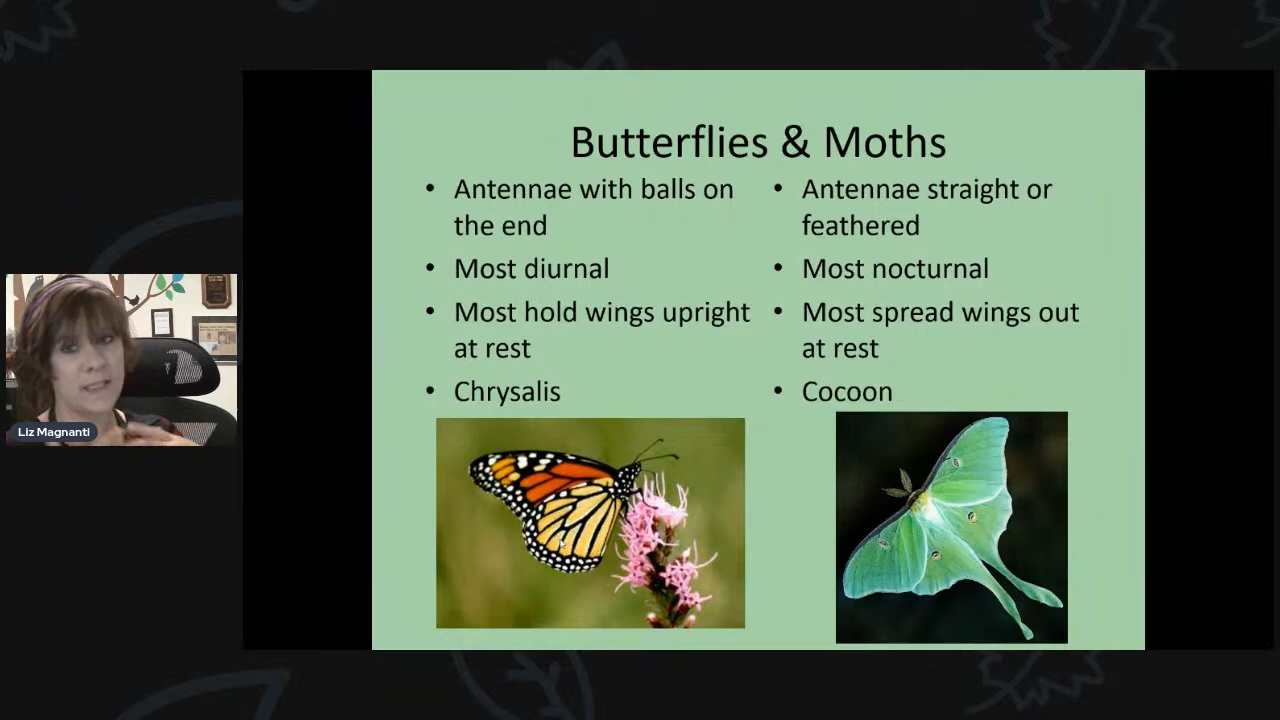 Butterflies & Moths
• Antennae with balls on
the end
• Most diurnal
• Most hold wings upright
at rest
• Chrysalis
• Antennae straight or
feathered
• Most nocturnal
• Most spread wings out
at rest
• Cocoon
Liz Magnanti